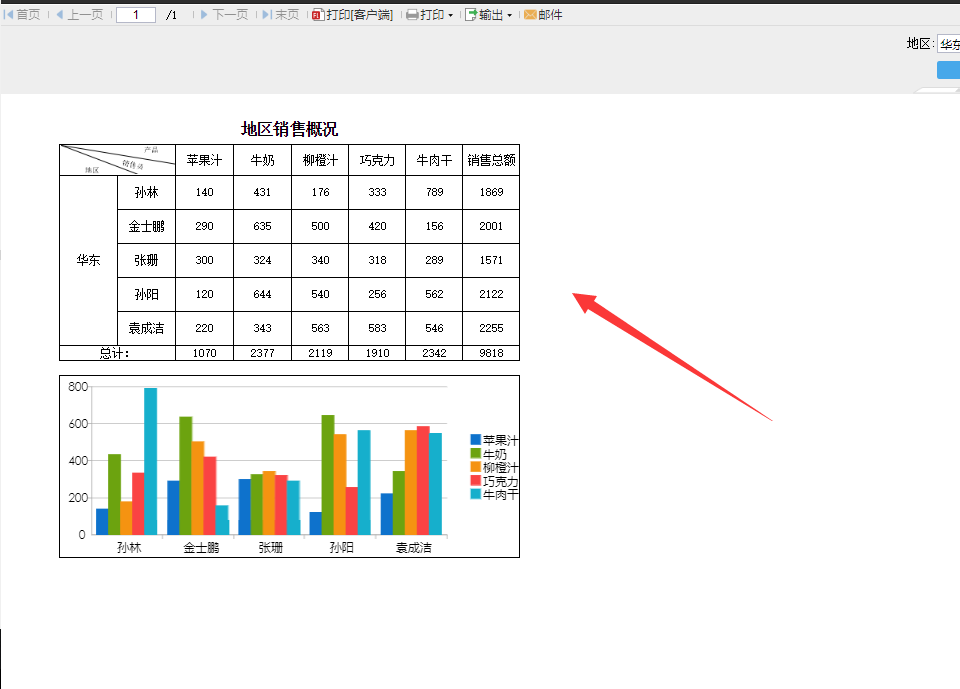 首页 上一页 1 /1 下一页 末页 打印[客户端] 打印 输出 邮件
地区: 华东
地区销售概况
产品 销售员 地区 苹果汁 牛奶 柳橙汁 巧克力 牛肉干 销售总额
华东
孙林 140 431 176 333 789 1869
金士鹏 290 635 500 420 156 2001
张珊 300 324 340 318 289 1571
孙阳 120 644 540 256 562 2122
袁成洁 220 343 563 583 546 2255
总计: 1070 2377 2119 1910 2342 9818
800
600
400
200
0
孙林 金士鹏 张珊 孙阳 袁成洁
苹果汁
牛奶
柳橙汁
巧克力
牛肉干